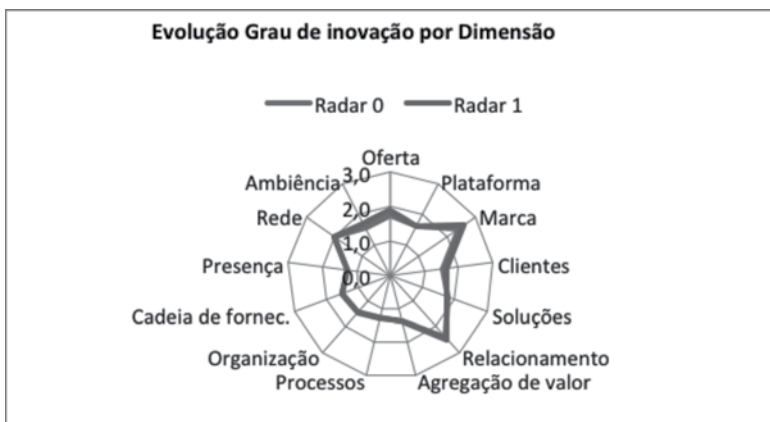 Evolução Grau de inovação por Dimensão
Radar 0 Radar 1
Oferta
Plataforma
Marca
Clientes
Soluções
Relacionamento
Agregação de valor
Processos
Organização
Cadeia de fornec.
Presença
Rede
Ambiência
3,0
2,0
1,0
0,0